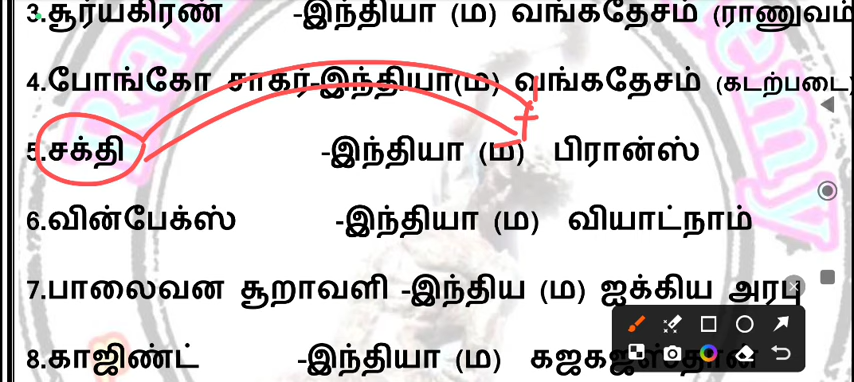 3.சூர்யகிரண் -இந்தியா (ம) வங்கதேசம் (ராணுவம்
4.போங்கோ சாகர்-இந்தியா(ம) வங்கதேசம் (கடற்படை)
5.சக்தி -இந்தியா (ம) பிரான்ஸ்
6.வின்பேக்ஸ் -இந்தியா (ம) வியாட்நாம்
7.பாலைவன சூறாவளி -இந்திய (ம) ஐக்கிய அரபு
8.காஜிண்ட் -இந்தியா (ம)